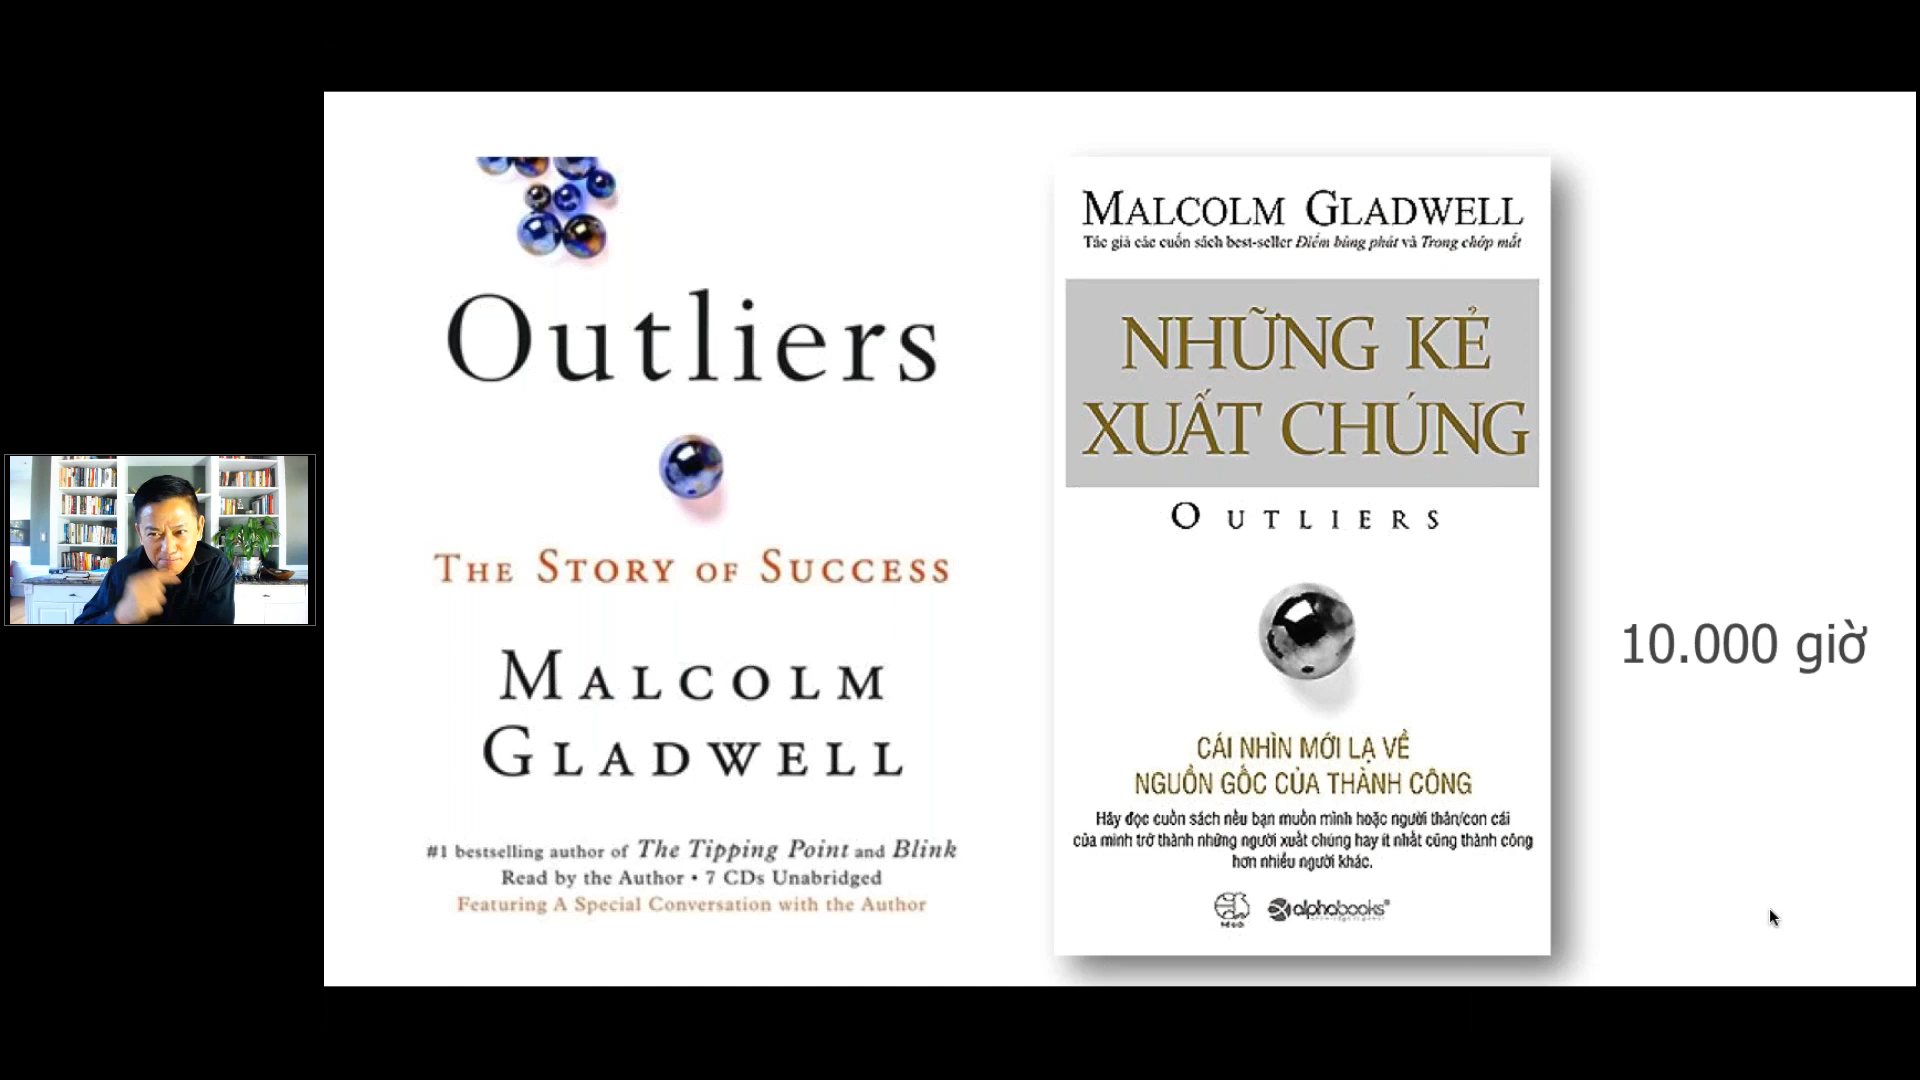 Outliers
THE STORY OF SUCCESS
MALCOLM
GLADWELL
#1 bestselling author of The Tipping Point and Blink
Read by the Author • 7 CDs Unabridged
Featuring A Special Conversation with the Author
MALCOLM GLADWELL
Tác giả các cuốn sách best-seller Điểm bùng phát và Trong chớp mắt
NHỮNG KẺ
XUẤT CHÚNG
OUTLIERS
CÁI NHÌN MỚI LẠ VỀ
NGUỒN GỐC CỦA THÀNH CÔNG
Hãy đọc cuốn sách nếu bạn muốn mình hoặc người thân/con cái
của mình trở thành những người xuất chúng hay ít nhất cũng thành công
hơn nhiều người khác.
alphabooks®
10.000 giờ